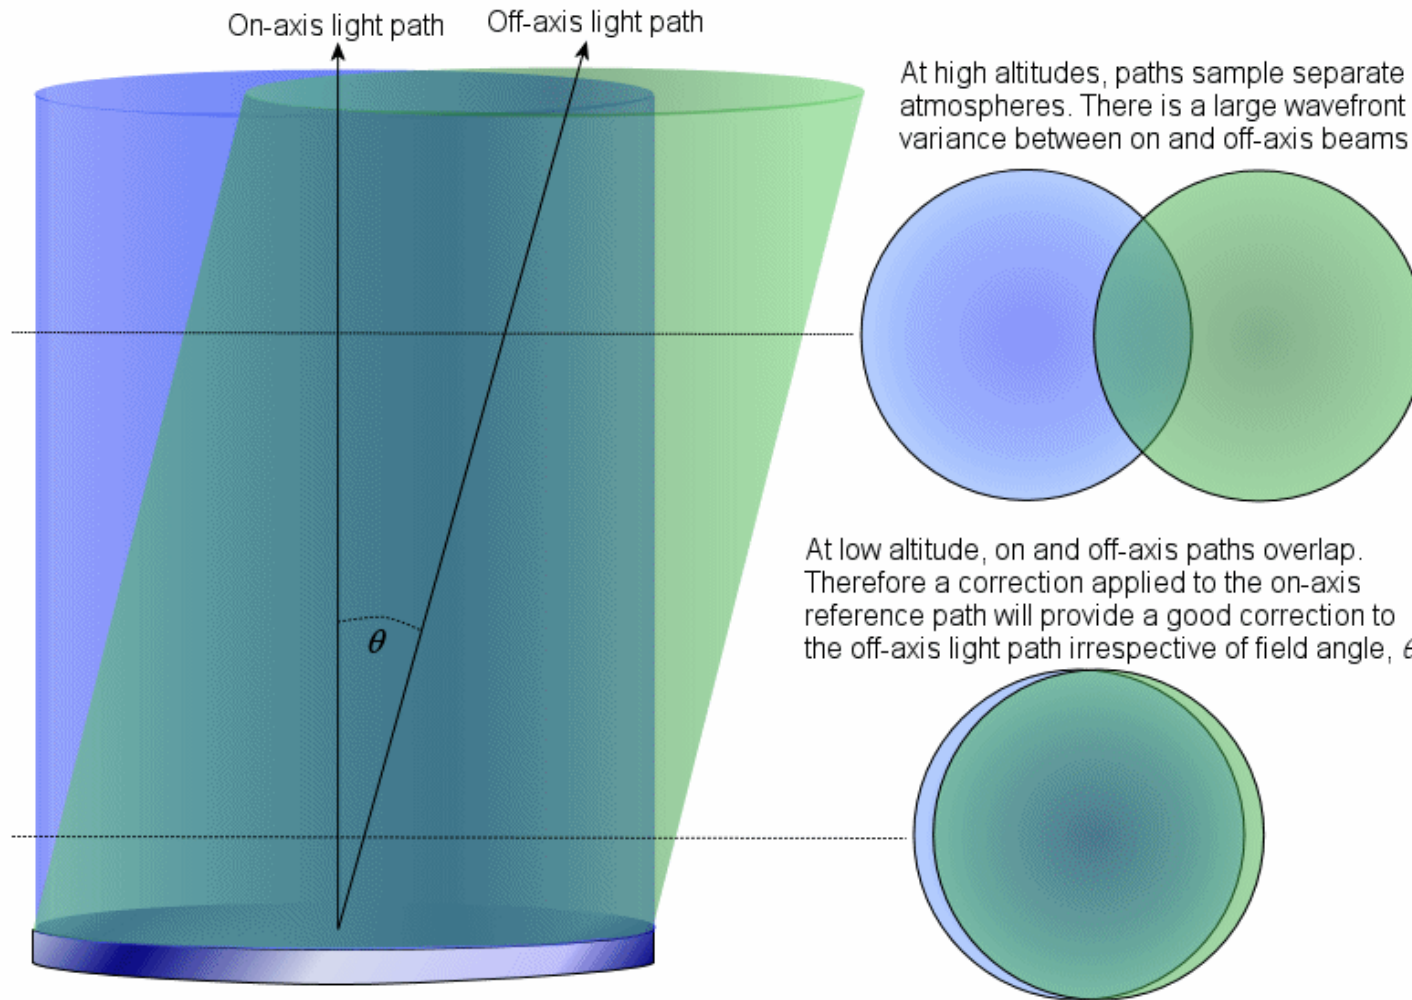 On-axis light path
Off-axis light path
At high altitudes, paths sample separate
atmospheres. There is a large wavefront
variance between on and off-axis beams
θ
At low altitude, on and off-axis paths overlap.
Therefore a correction applied to the on-axis
reference path will provide a good correction to
the off-axis light path irrespective of field angle, θ